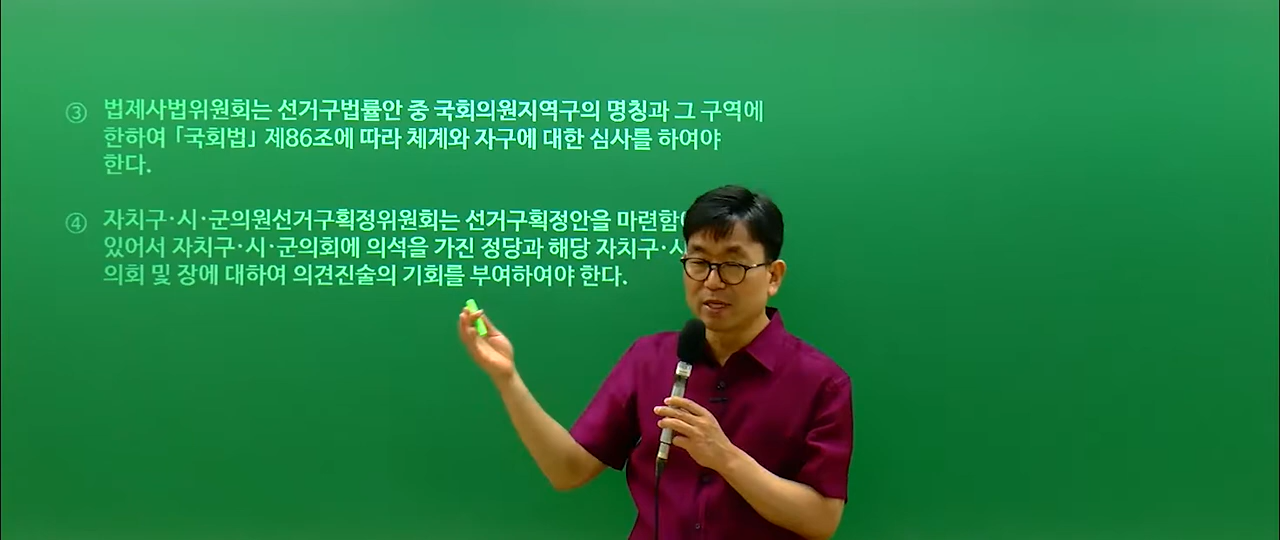 ③ 법제사법위원회는 선거구법률안 중 국회의원지역구의 명칭과 그 구역에
한하여 「국회법」 제86조에 따라 체계와 자구에 대한 심사를 하여야
한다.
④ 자치구·시·군의원선거구획정위원회는 선거구획정안을 마련함
있어서 자치구·시·군의회에 의석을 가진 정당과 해당 자치구·시
의회 및 장에 대하여 의견진술의 기회를 부여하여야 한다.